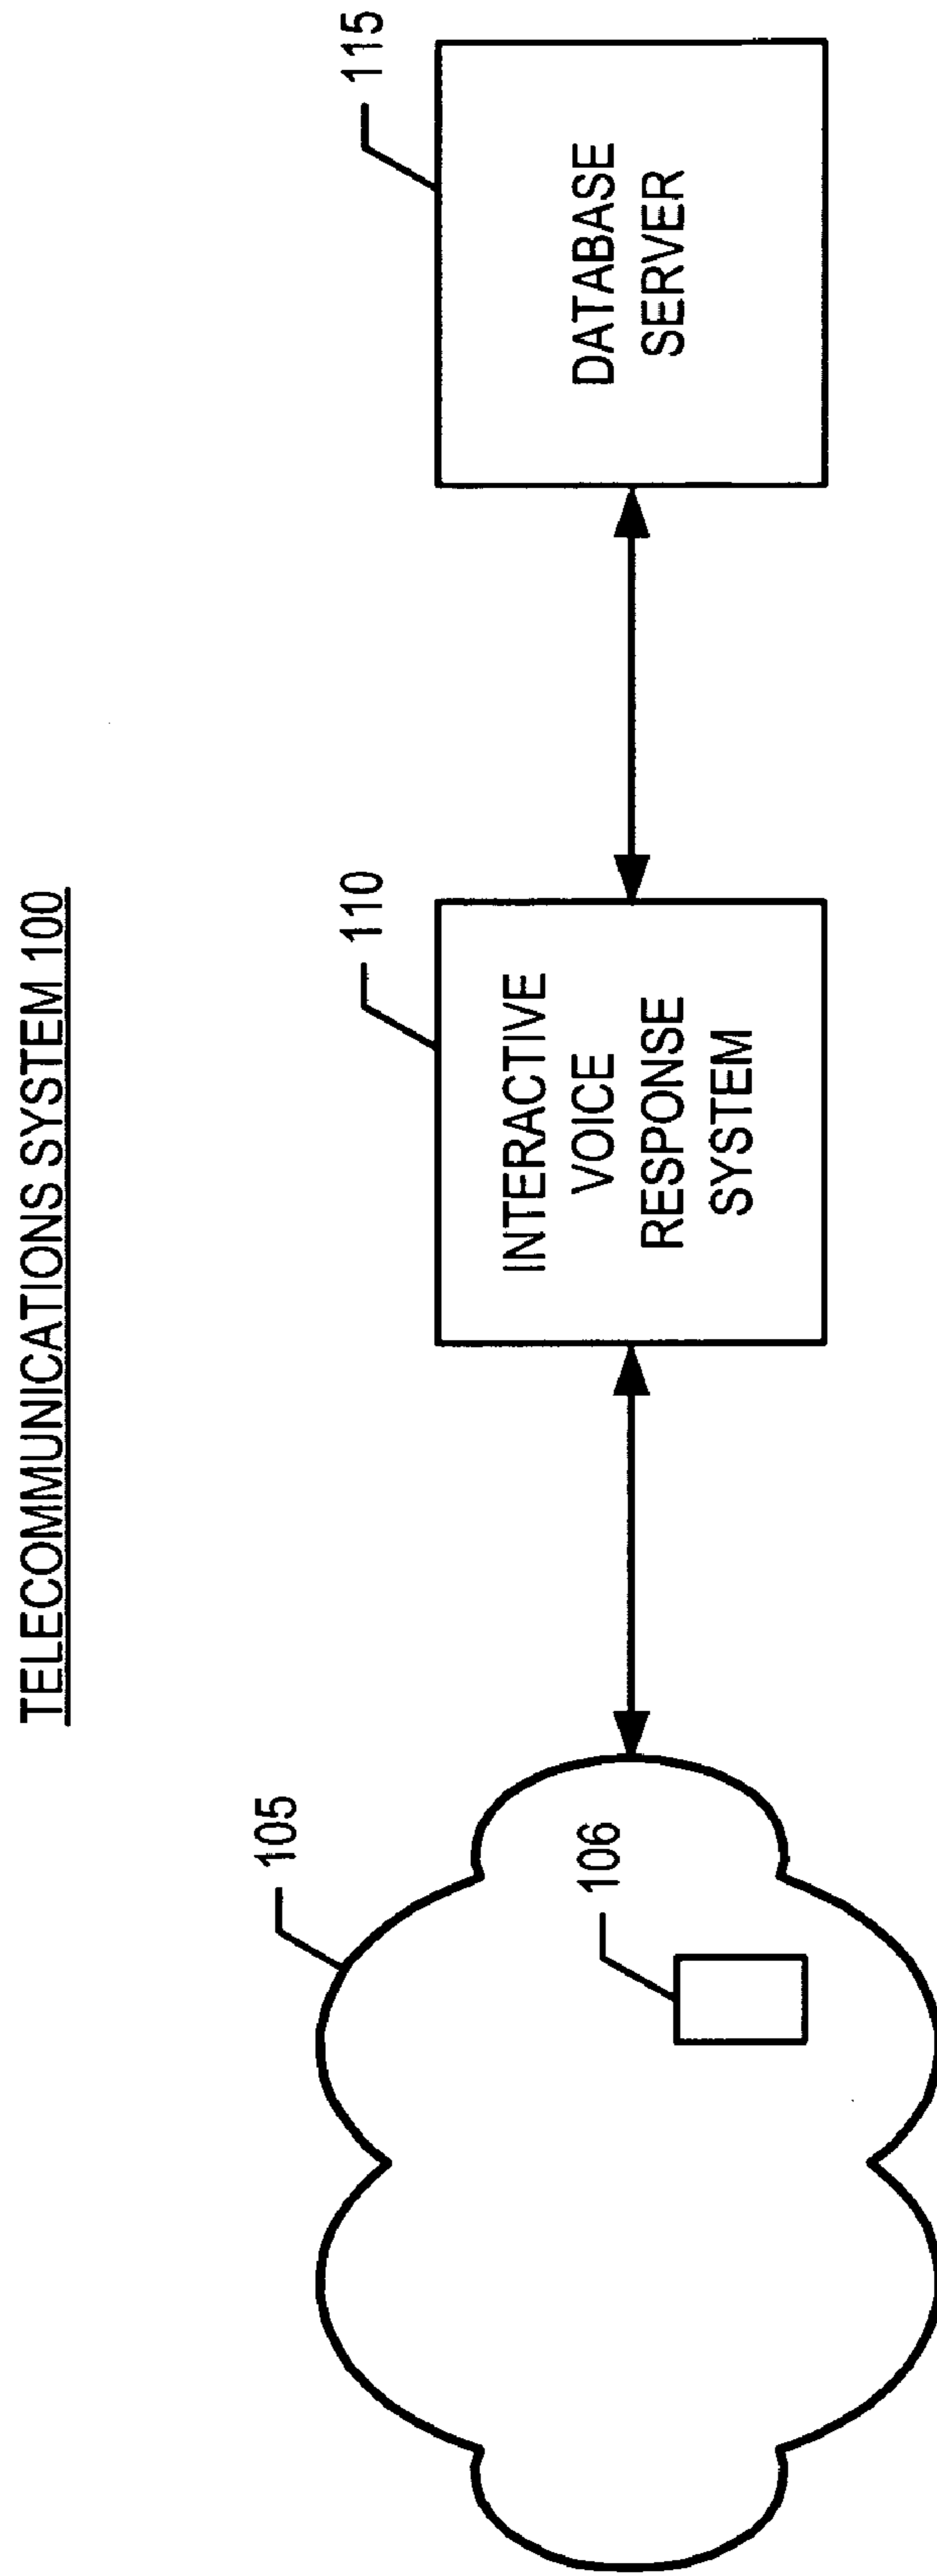 TELECOMMUNICATIONS SYSTEM 100
105
106
110
INTERACTIVE
VOICE
RESPONSE
SYSTEM
115
DATABASE
SERVER